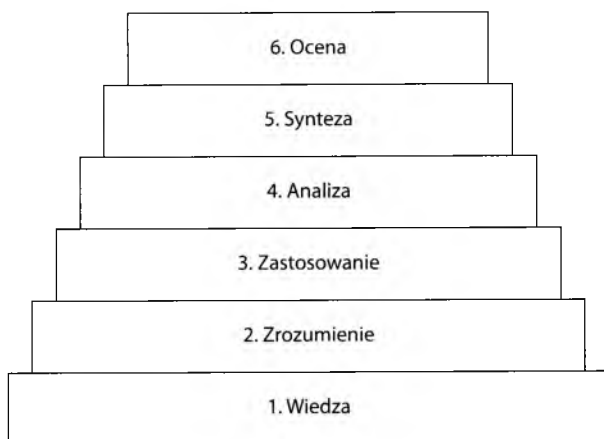 6. Ocena
5. Synteza
4. Analiza
3. Zastosowanie
2. Zrozumienie
1. Wiedza